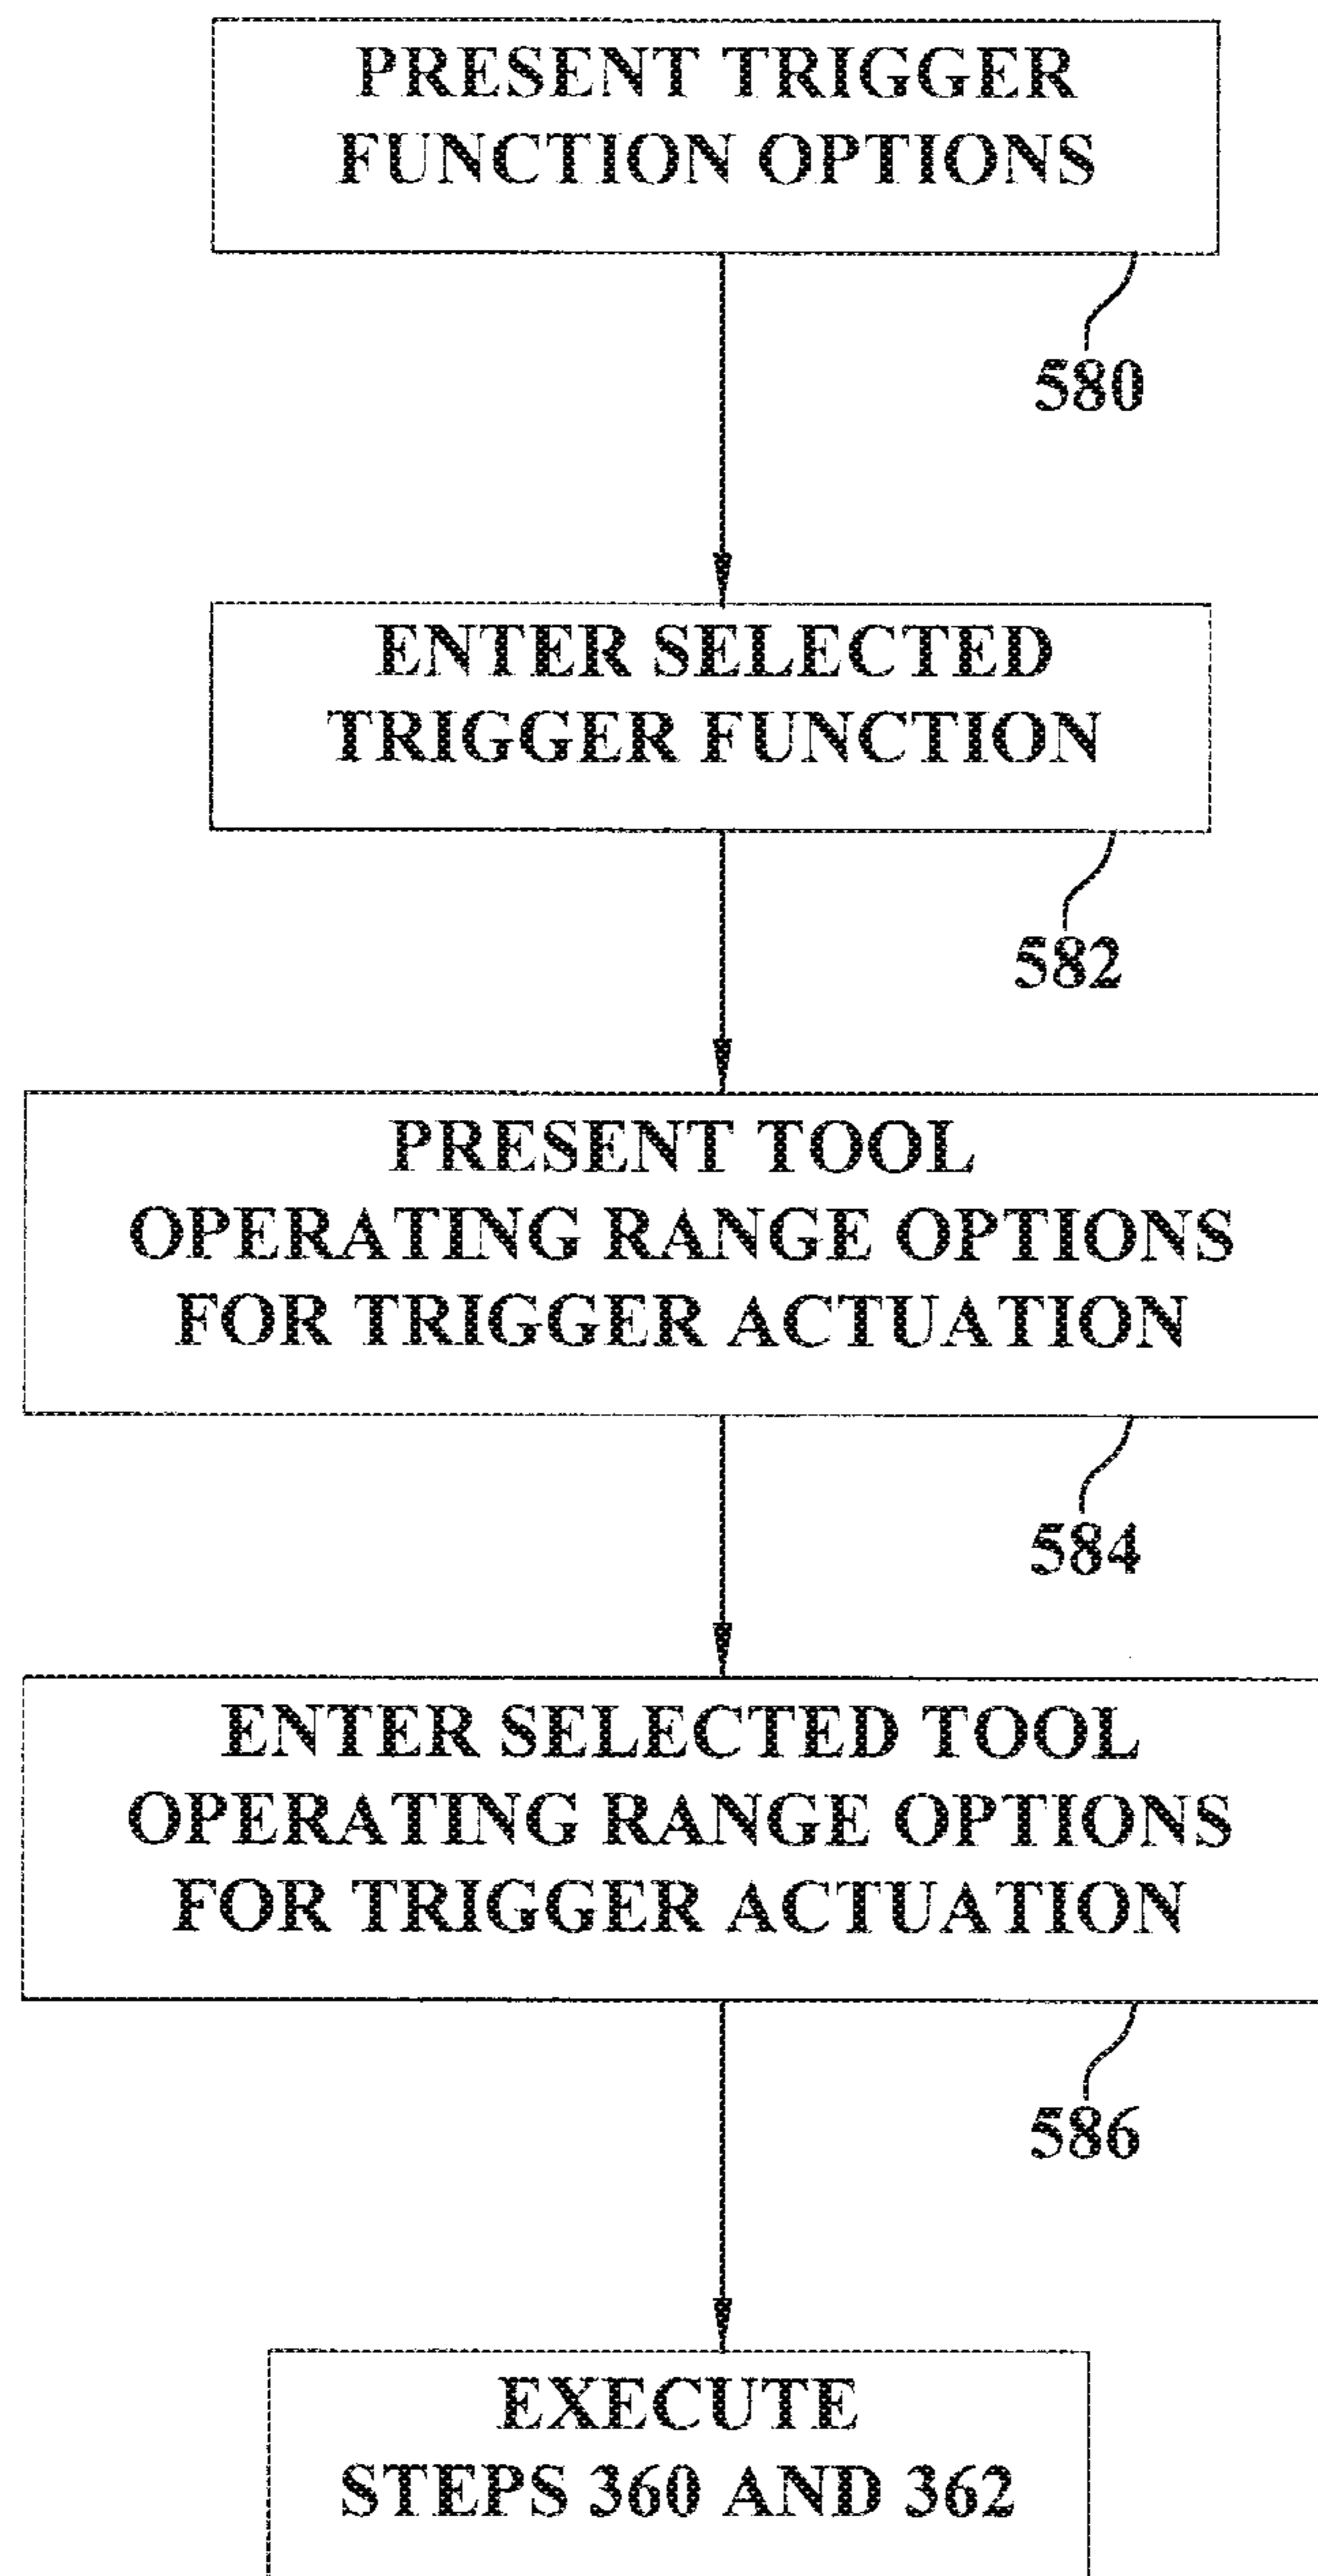 PRESENT TRIGGER
FUNCTION OPTIONS
580
ENTER SELECTED
TRIGGER FUNCTION
582
PRESENT TOOL
OPERATING RANGE OPTIONS
FOR TRIGGER ACTUATION
584
ENTER SELECTED TOOL
OPERATING RANGE OPTIONS
FOR TRIGGER ACTUATION
586
EXECUTE
STEPS 360 AND 362